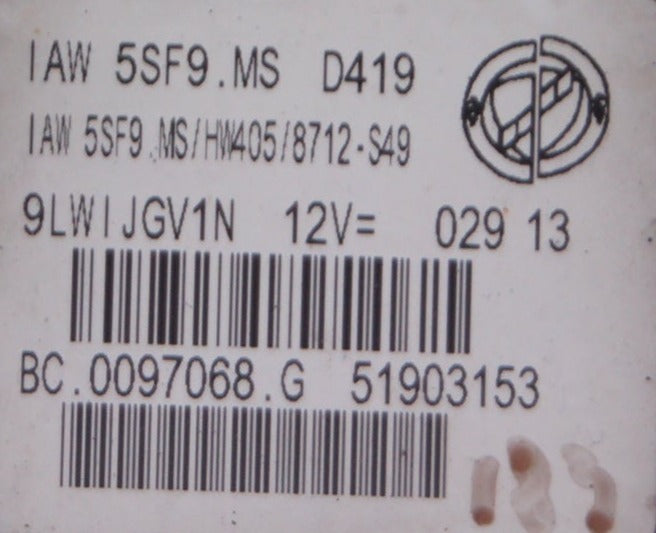 IAW 5SF9.MS D419
IAW 5SF9.MS/HW405/8712-S49
9LWIJGV1N 12V= 029 13
BC.0097068.G 51903153